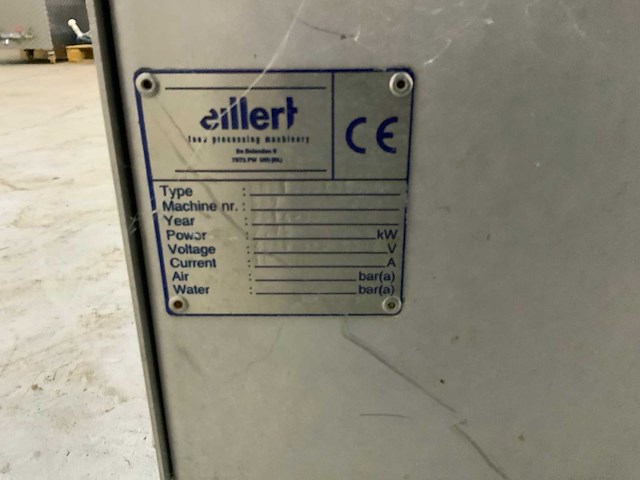 eillert
food processing machinery
CE
Type :
Machine nr. :
Year :
Power : kW
Voltage : V
Current : A
Air : bar(a)
Water : bar(a)